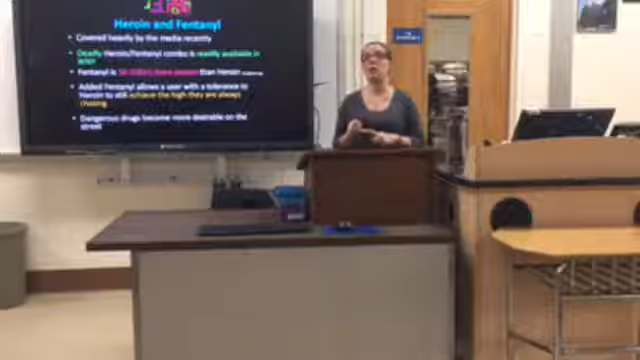 Heroin and Fentanyl
• Covered heavily by the media recently
• Deadly Heroin/Fentanyl combo is readily available in
• Fentanyl is more potent than Heroin
• Added Fentanyl allows a user with a tolerance to
Heroin to still achieve the high they are always
chasing
• Dangerous drugs become more desirable on the
street